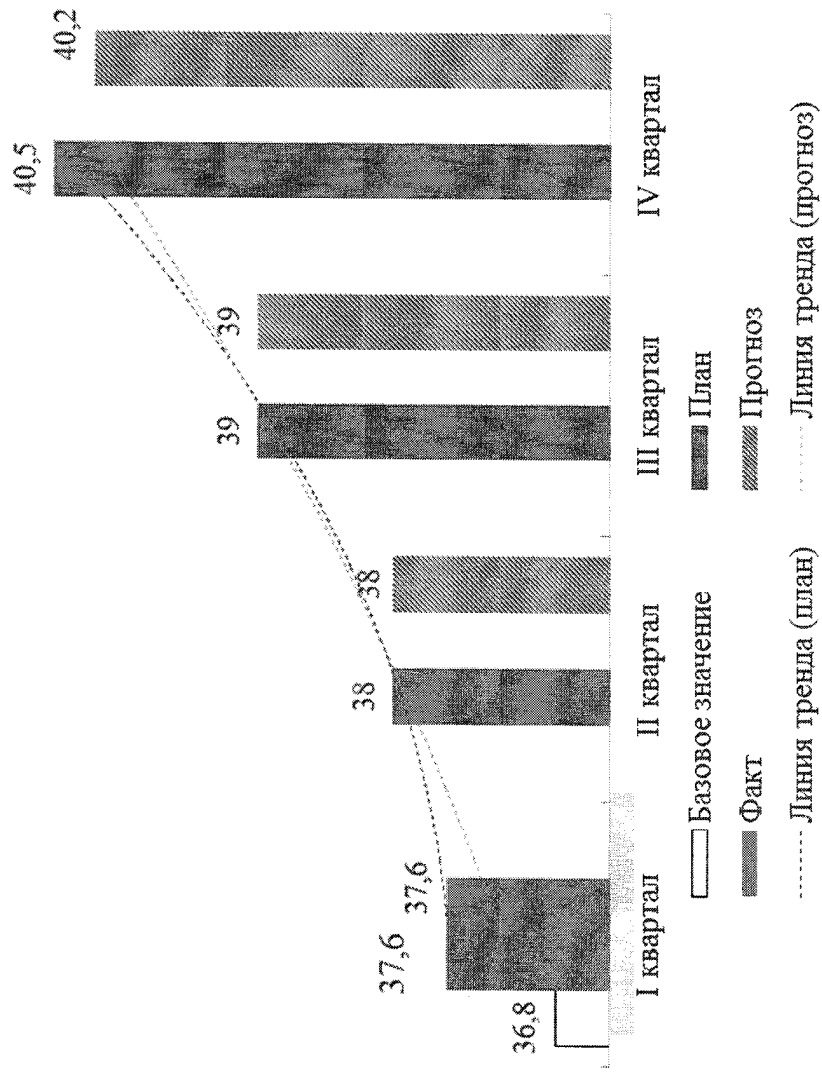 40,5
40,2
39
39
38
38
37,6
37,6
36,8
I квартал
II квартал
III квартал
IV квартал
Базовое значение
План
Факт
Прогноз
Линия тренда (план)
Линия тренда (прогноз)